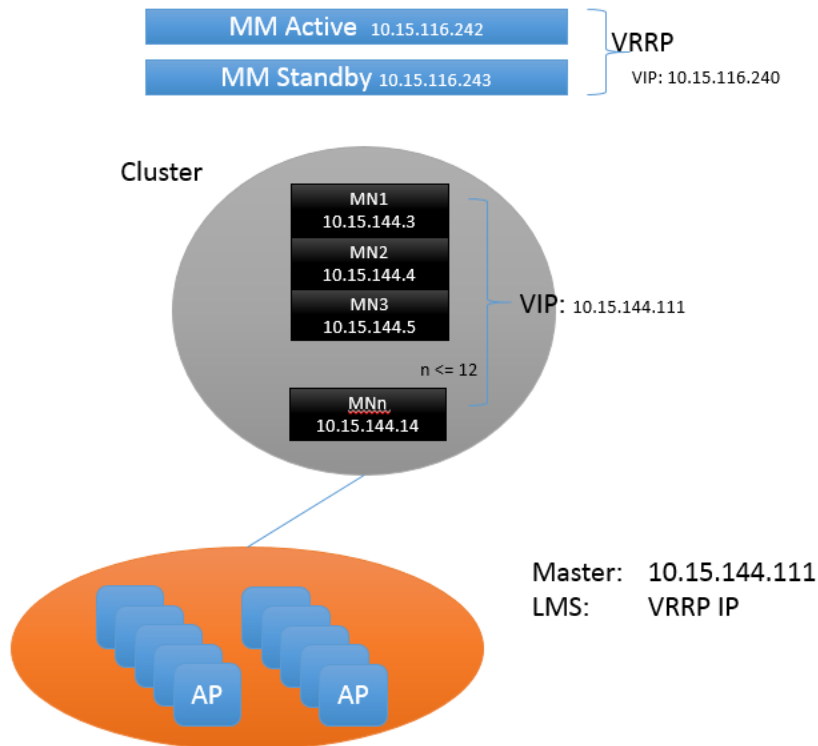 MM Active 10.15.116.242
VRRP
MM Standby 10.15.116.243
VIP: 10.15.116.240
Cluster
MN1
10.15.144.3
MN2
10.15.144.4
MN3
10.15.144.5
VIP: 10.15.144.111
n <= 12
MNn
10.15.144.14
Master: 10.15.144.111
LMS: VRRP IP
AP AP